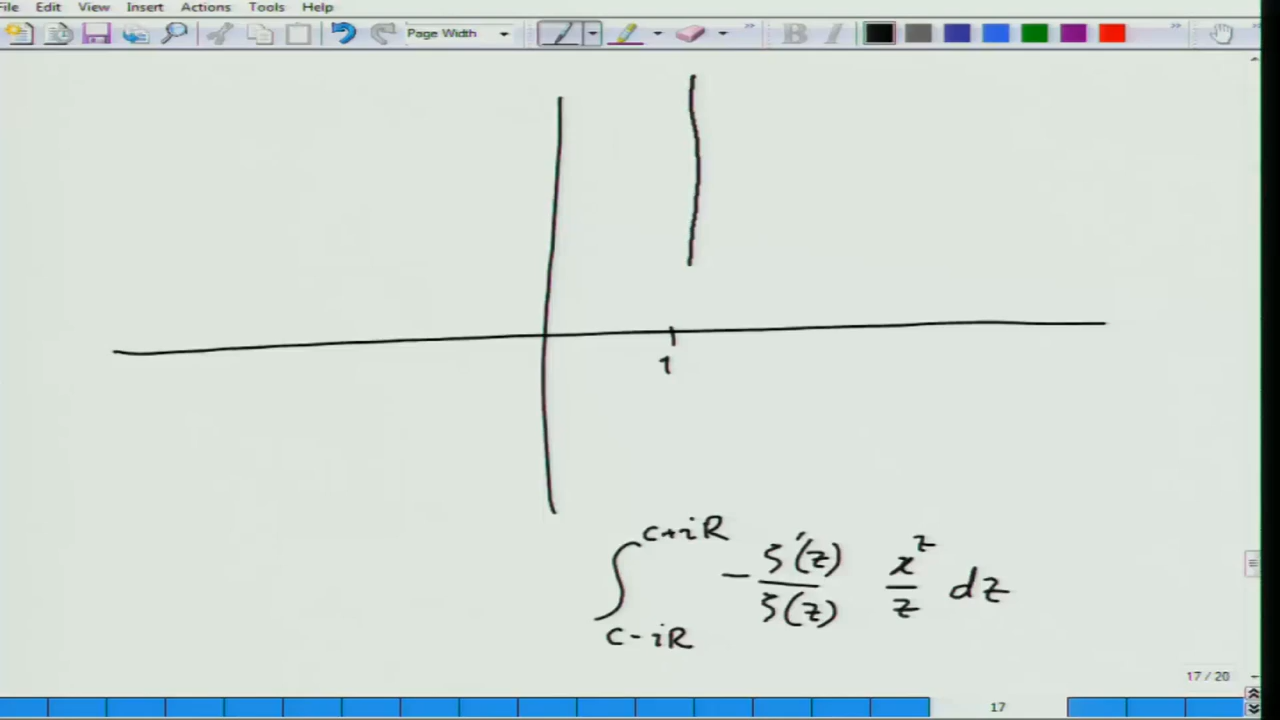 File Edit View Insert Actions Tools Help
Page Width
1
∫_{c-iR}^{c+iR} - ζ'(z)/ζ(z) x^z/z dz
17 / 20
17